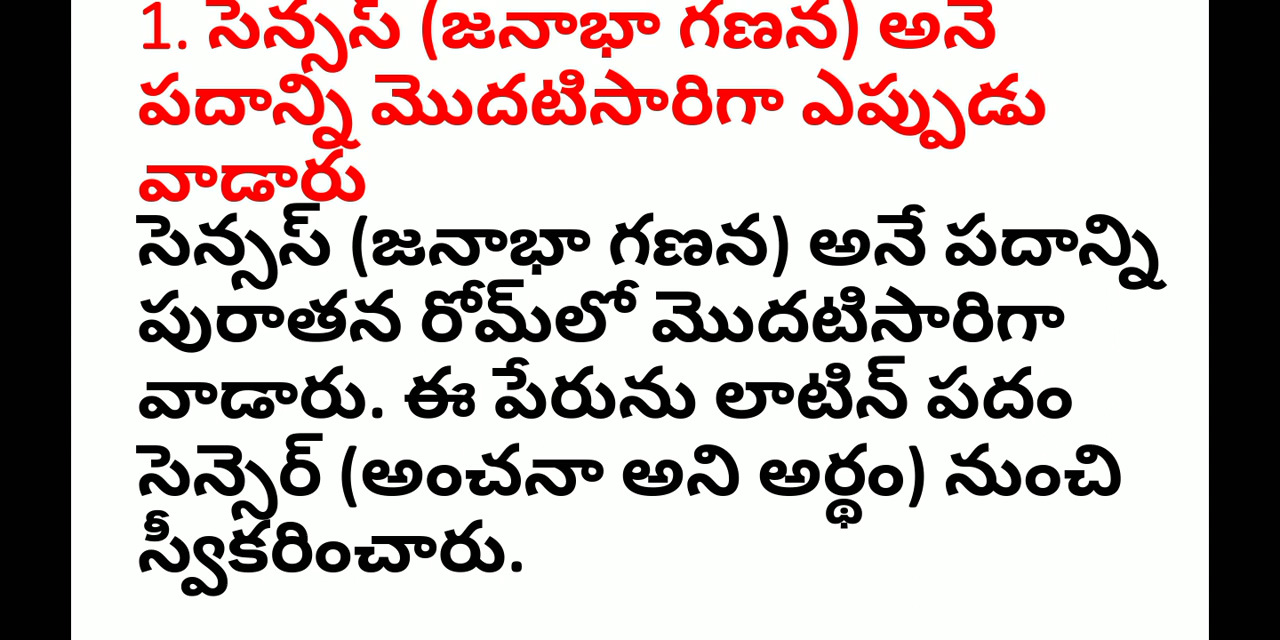 1. సెన్సస్ (జనాభా గణన) అనే
పదాన్ని మొదటిసారిగా ఎప్పుడు
వాడారు
సెన్సస్ (జనాభా గణన) అనే పదాన్ని
పురాతన రోమ్‌లో మొదటిసారిగా
వాడారు. ఈ పేరును లాటిన్ పదం
సెన్సెర్ (అంచనా అని అర్థం) నుంచి
స్వీకరించారు.